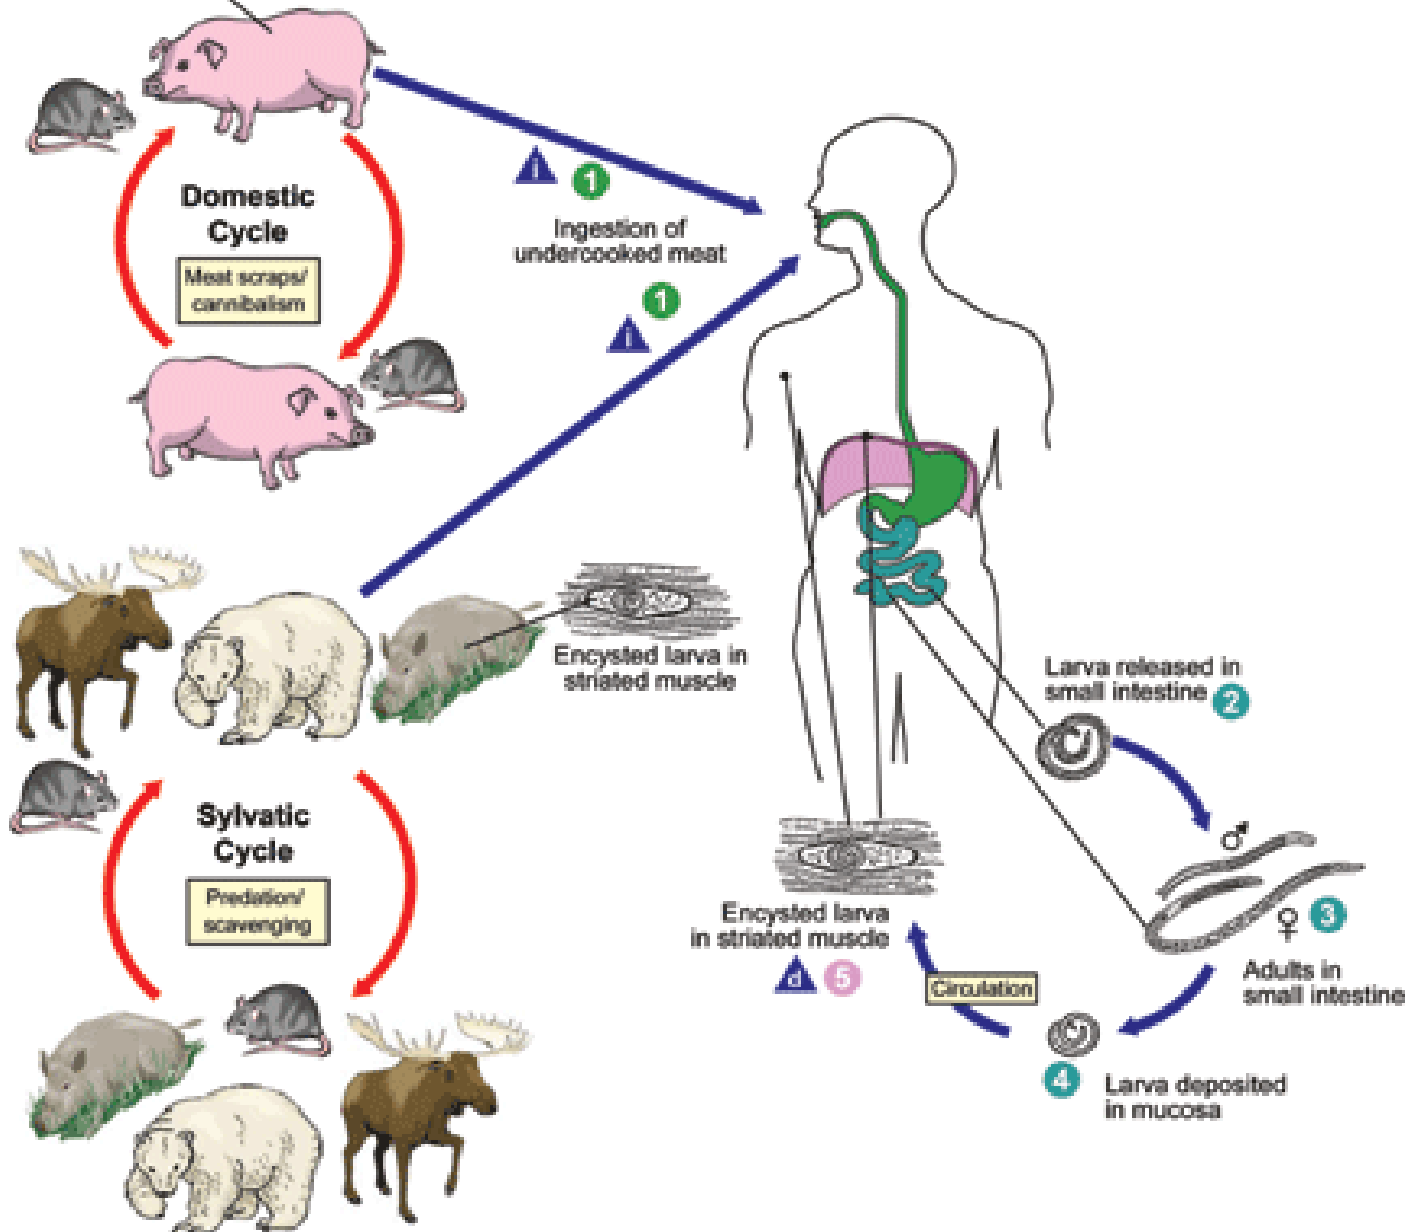 Domestic
Cycle
Meat scraps/
cannibalism
i 1
Ingestion of
undercooked meat
1
i
Encysted larva in
striated muscle
Sylvatic
Cycle
Predation/
scavenging
Larva released in
small intestine 2
♂
♀ 3
Adults in
small intestine
4
Larva deposited
in mucosa
Circulation
Encysted larva
in striated muscle
d 5